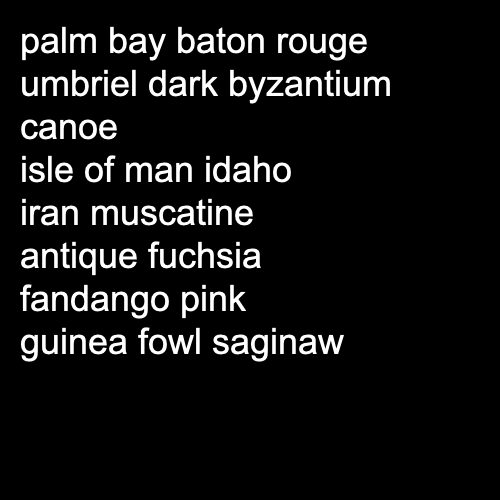 palm bay baton rouge
umbriel dark byzantium
canoe
isle of man idaho
iran muscatine
antique fuchsia
fandango pink
guinea fowl saginaw